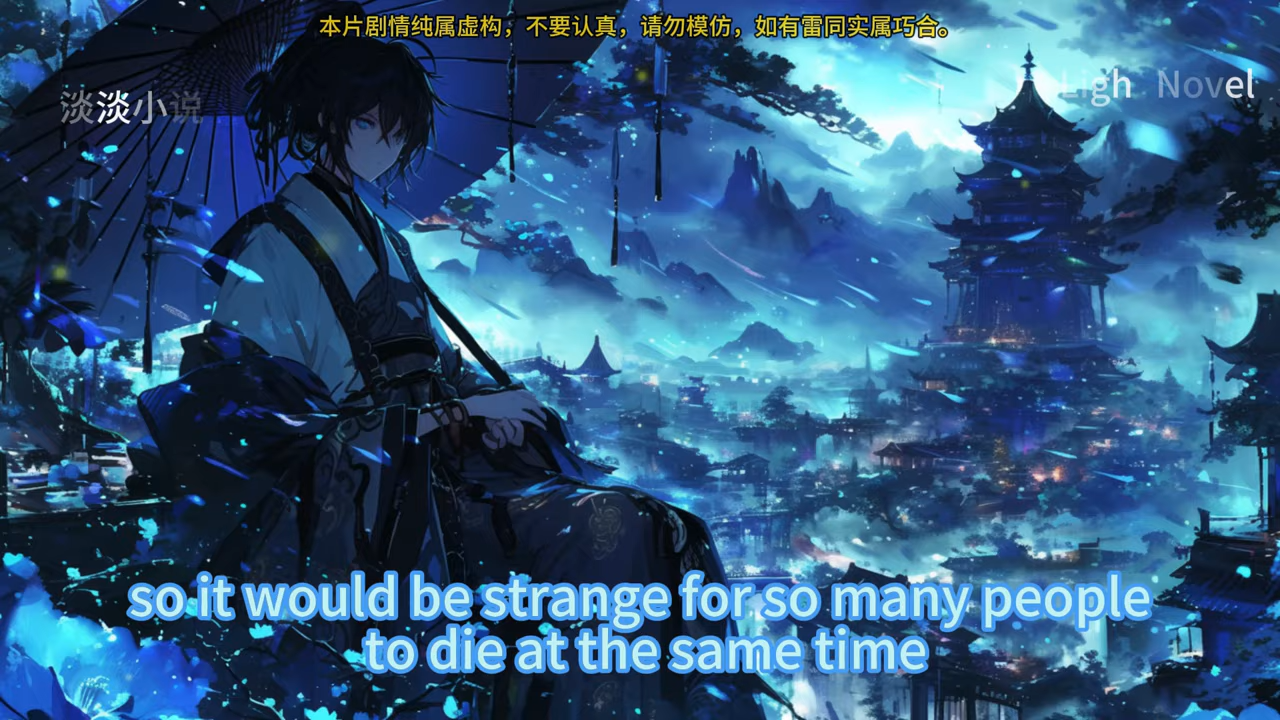 本片剧情纯属虚构，不要认真，请勿模仿，如有雷同实属巧合。
淡淡小说
Ligh Novel
so it would be strange for so many people
to die at the same time